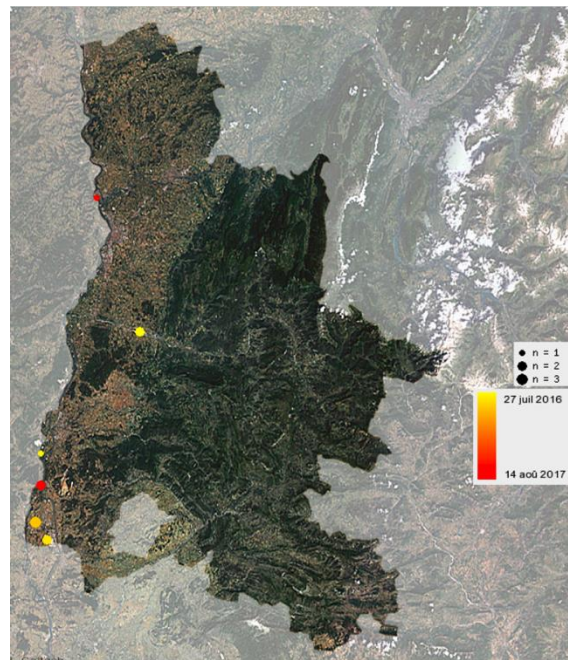 n = 1
n = 2
n = 3
27 juil 2016
14 aoû 2017